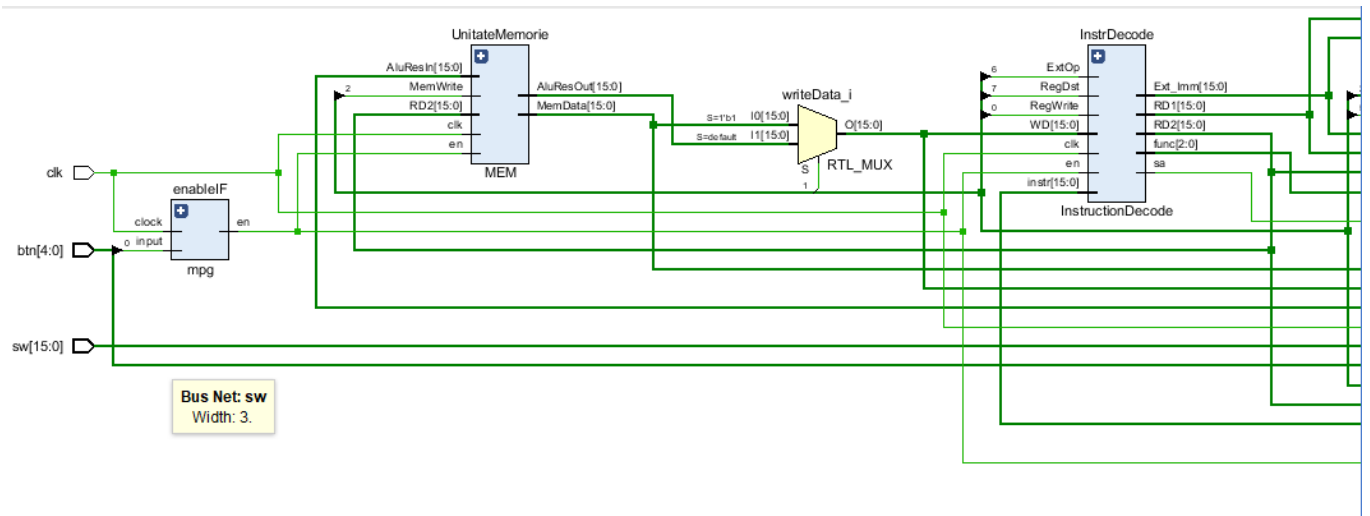 UnitateMemorie
AluResIn[15:0]
MemWrite
2
RD2[15:0]
clk
en
AluResOut[15:0]
MemData[15:0]
MEM
writeData_i
S=1'b1
I0[15:0]
S=default
I1[15:0]
O[15:0]
S
1
RTL_MUX
InstrDecode
6
ExtOp
7
RegDst
0
RegWrite
WD[15:0]
clk
en
instr[15:0]
Ext_Imm[15:0]
RD1[15:0]
RD2[15:0]
func[2:0]
sa
InstructionDecode
clk
enableIF
clock
0
input
en
mpg
btn[4:0]
sw[15:0]
Bus Net: sw
Width: 3.